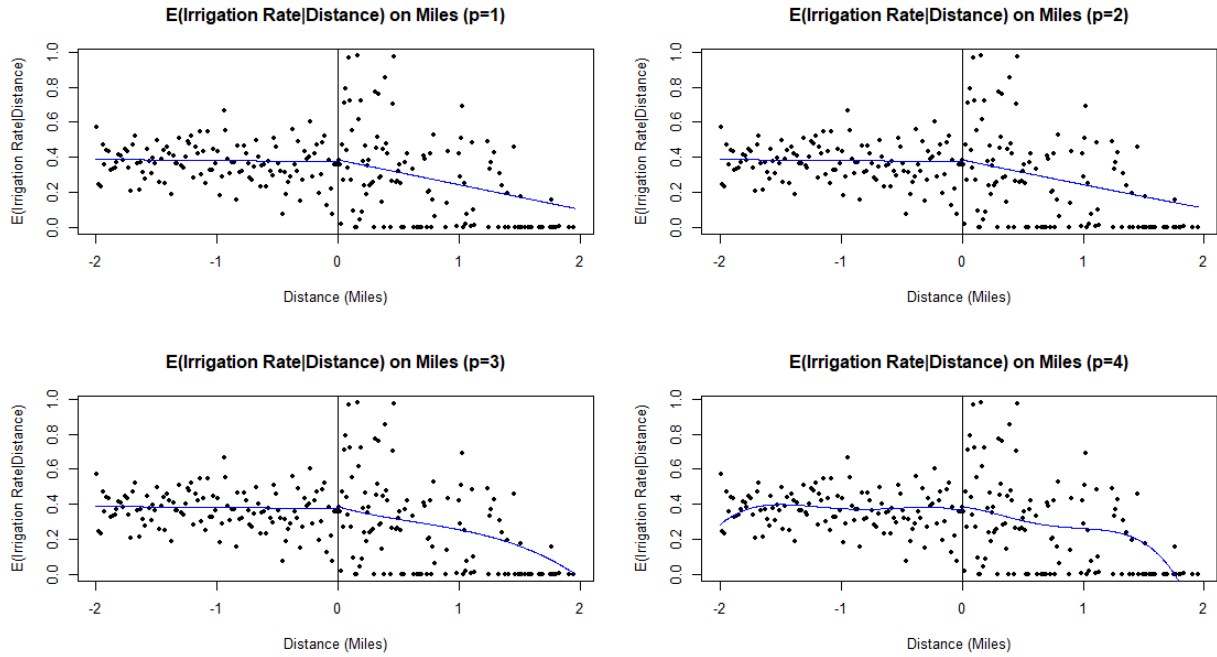 E(Irrigation Rate|Distance) on Miles (p=1)
E(Irrigation Rate|Distance)
0.0 0.2 0.4 0.6 0.8 1.0
-2 -1 0 1 2
Distance (Miles)
E(Irrigation Rate|Distance) on Miles (p=2)
E(Irrigation Rate|Distance)
0.0 0.2 0.4 0.6 0.8 1.0
-2 -1 0 1 2
Distance (Miles)
E(Irrigation Rate|Distance) on Miles (p=3)
E(Irrigation Rate|Distance)
0.0 0.2 0.4 0.6 0.8 1.0
-2 -1 0 1 2
Distance (Miles)
E(Irrigation Rate|Distance) on Miles (p=4)
E(Irrigation Rate|Distance)
0.0 0.2 0.4 0.6 0.8 1.0
-2 -1 0 1 2
Distance (Miles)